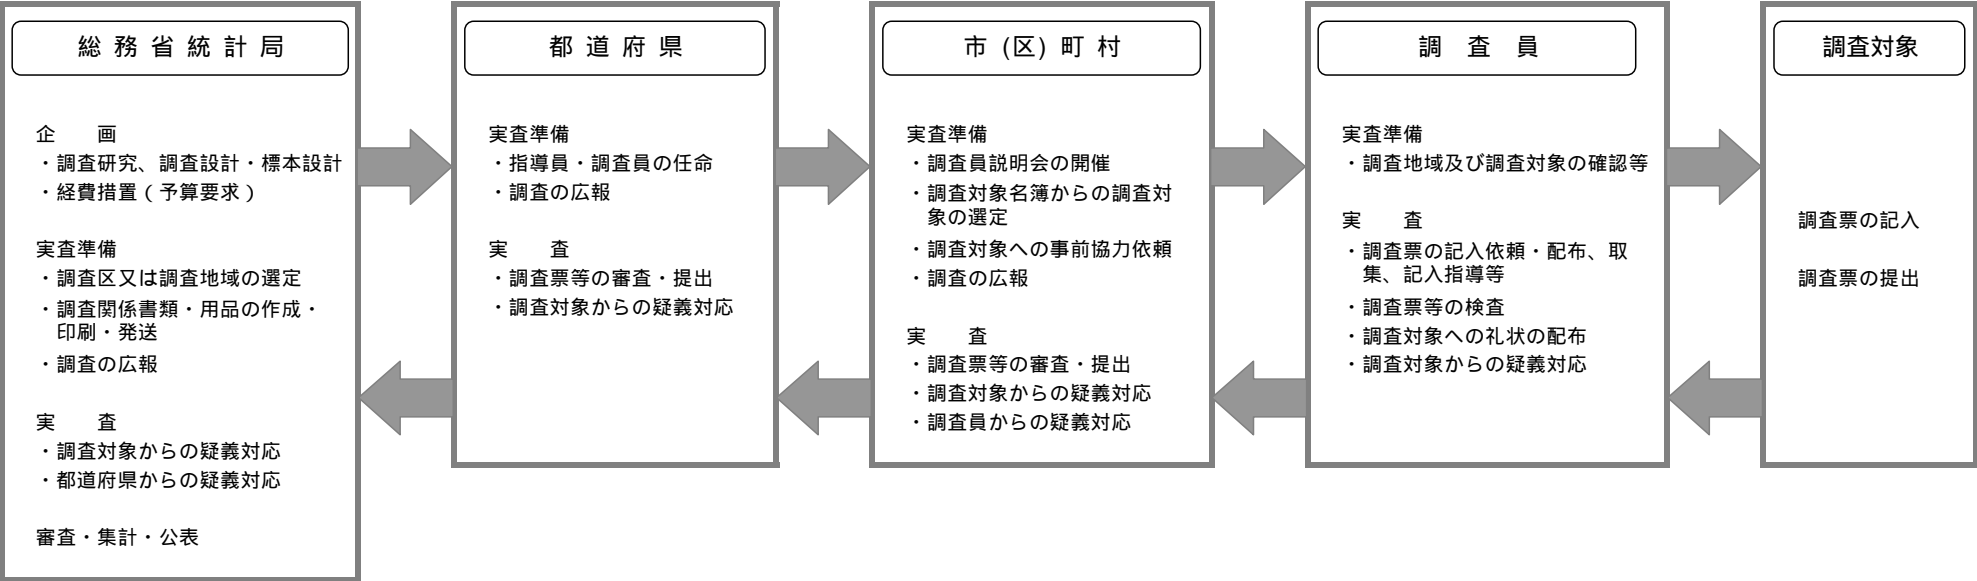 総務省統計局
企　　画
・調査研究、調査設計・標本設計
・経費措置（予算要求）
実査準備
・調査区又は調査地域の選定
・調査関係書類・用品の作成・
印刷・発送
・調査の広報
実　　査
・調査対象からの疑義対応
・都道府県からの疑義対応
審査・集計・公表
都道府県
実査準備
・指導員・調査員の任命
・調査の広報
実　　査
・調査票等の審査・提出
・調査対象からの疑義対応
市(区)町村
実査準備
・調査員説明会の開催
・調査対象名簿からの調査対
象の選定
・調査対象への事前協力依頼
・調査の広報
実　　査
・調査票等の審査・提出
・調査対象からの疑義対応
・調査員からの疑義対応
調　査　員
実査準備
・調査地域及び調査対象の確認等
実　　査
・調査票の記入依頼・配布、取
集、記入指導等
・調査票等の検査
・調査対象への礼状の配布
・調査対象からの疑義対応
調査対象
調査票の記入
調査票の提出